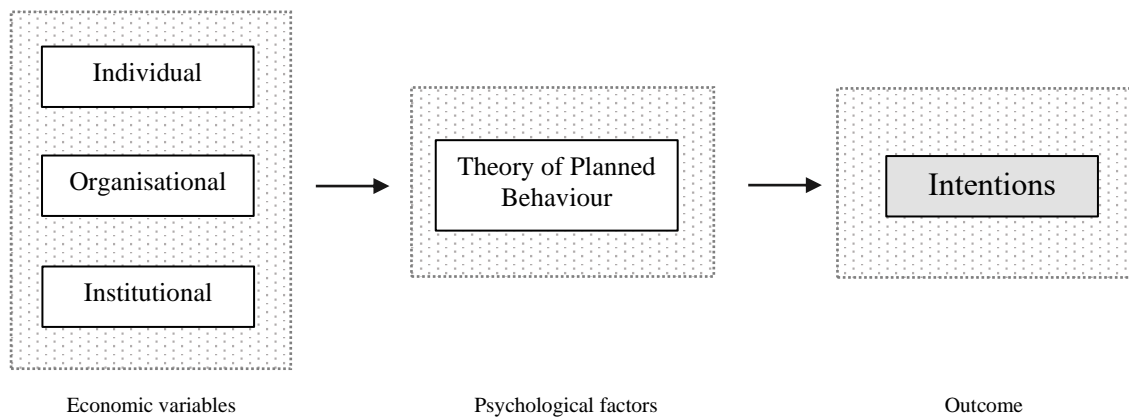 Individual
Organisational
Institutional
Theory of Planned
Behaviour
Intentions
Economic variables
Psychological factors
Outcome